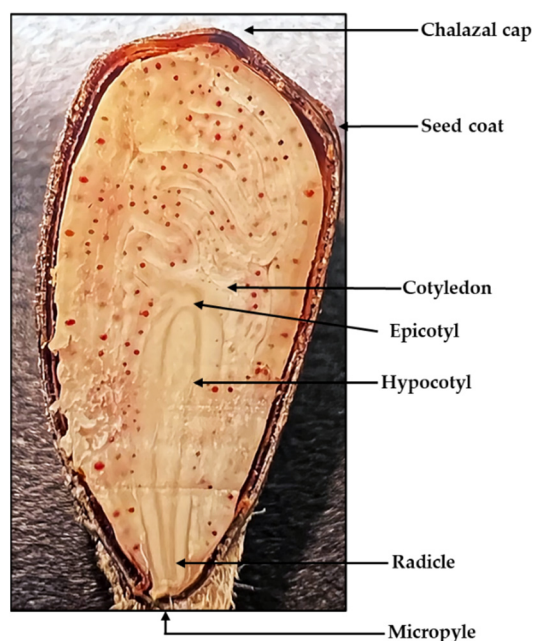 Chalazal cap
Seed coat
Cotyledon
Epicotyl
Hypocotyl
Radicle
Micropyle